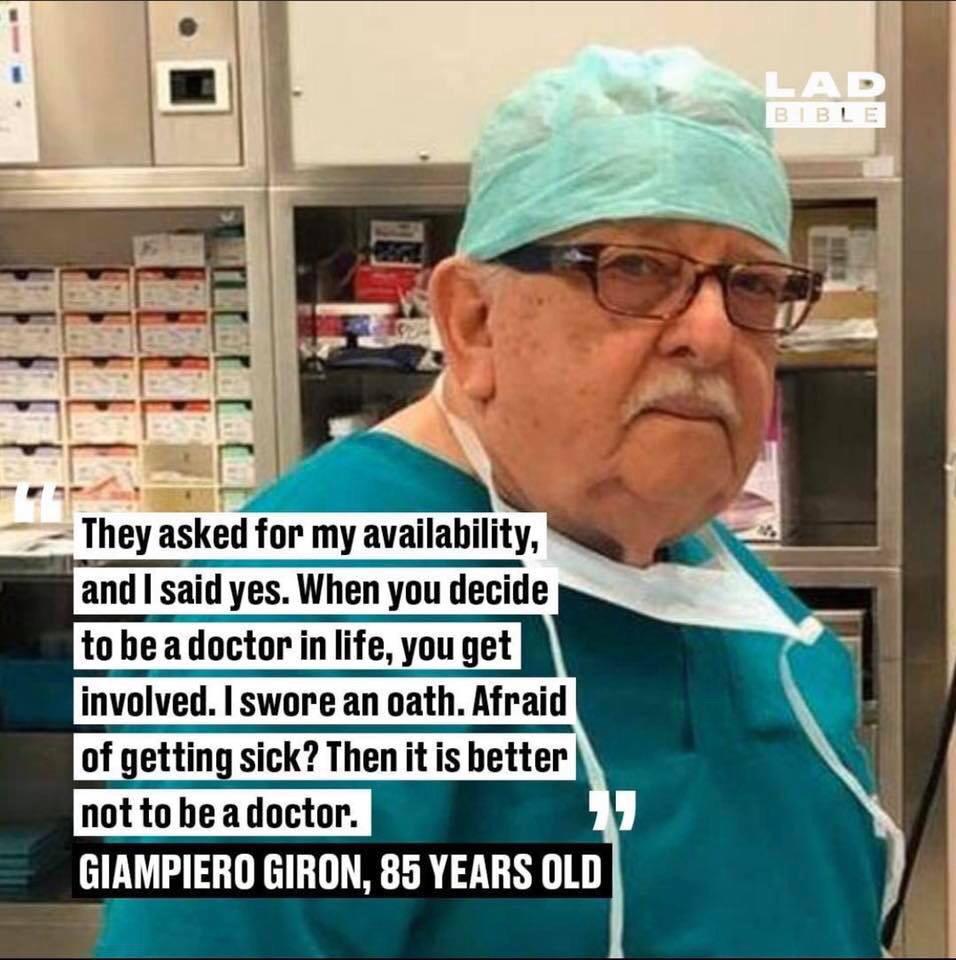 LAD
BIBLE
“
They asked for my availability,
and I said yes. When you decide
to be a doctor in life, you get
involved. I swore an oath. Afraid
of getting sick? Then it is better
not to be a doctor.
”
GIAMPIERO GIRON, 85 YEARS OLD